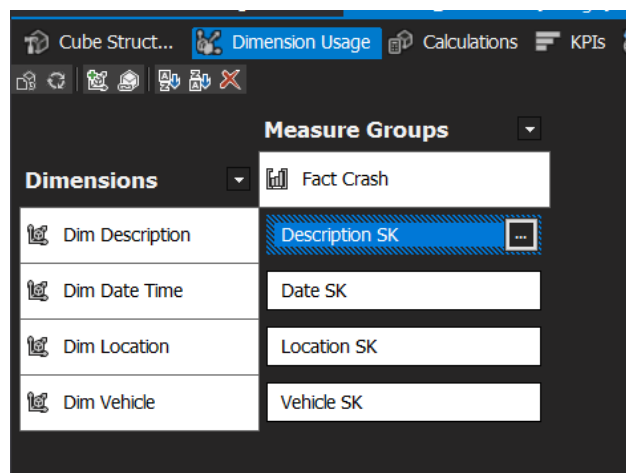 Cube Struct... Dimension Usage Calculations KPIs
Measure Groups
Dimensions
Fact Crash
Dim Description
Description SK
...
Dim Date Time
Date SK
Dim Location
Location SK
Dim Vehicle
Vehicle SK